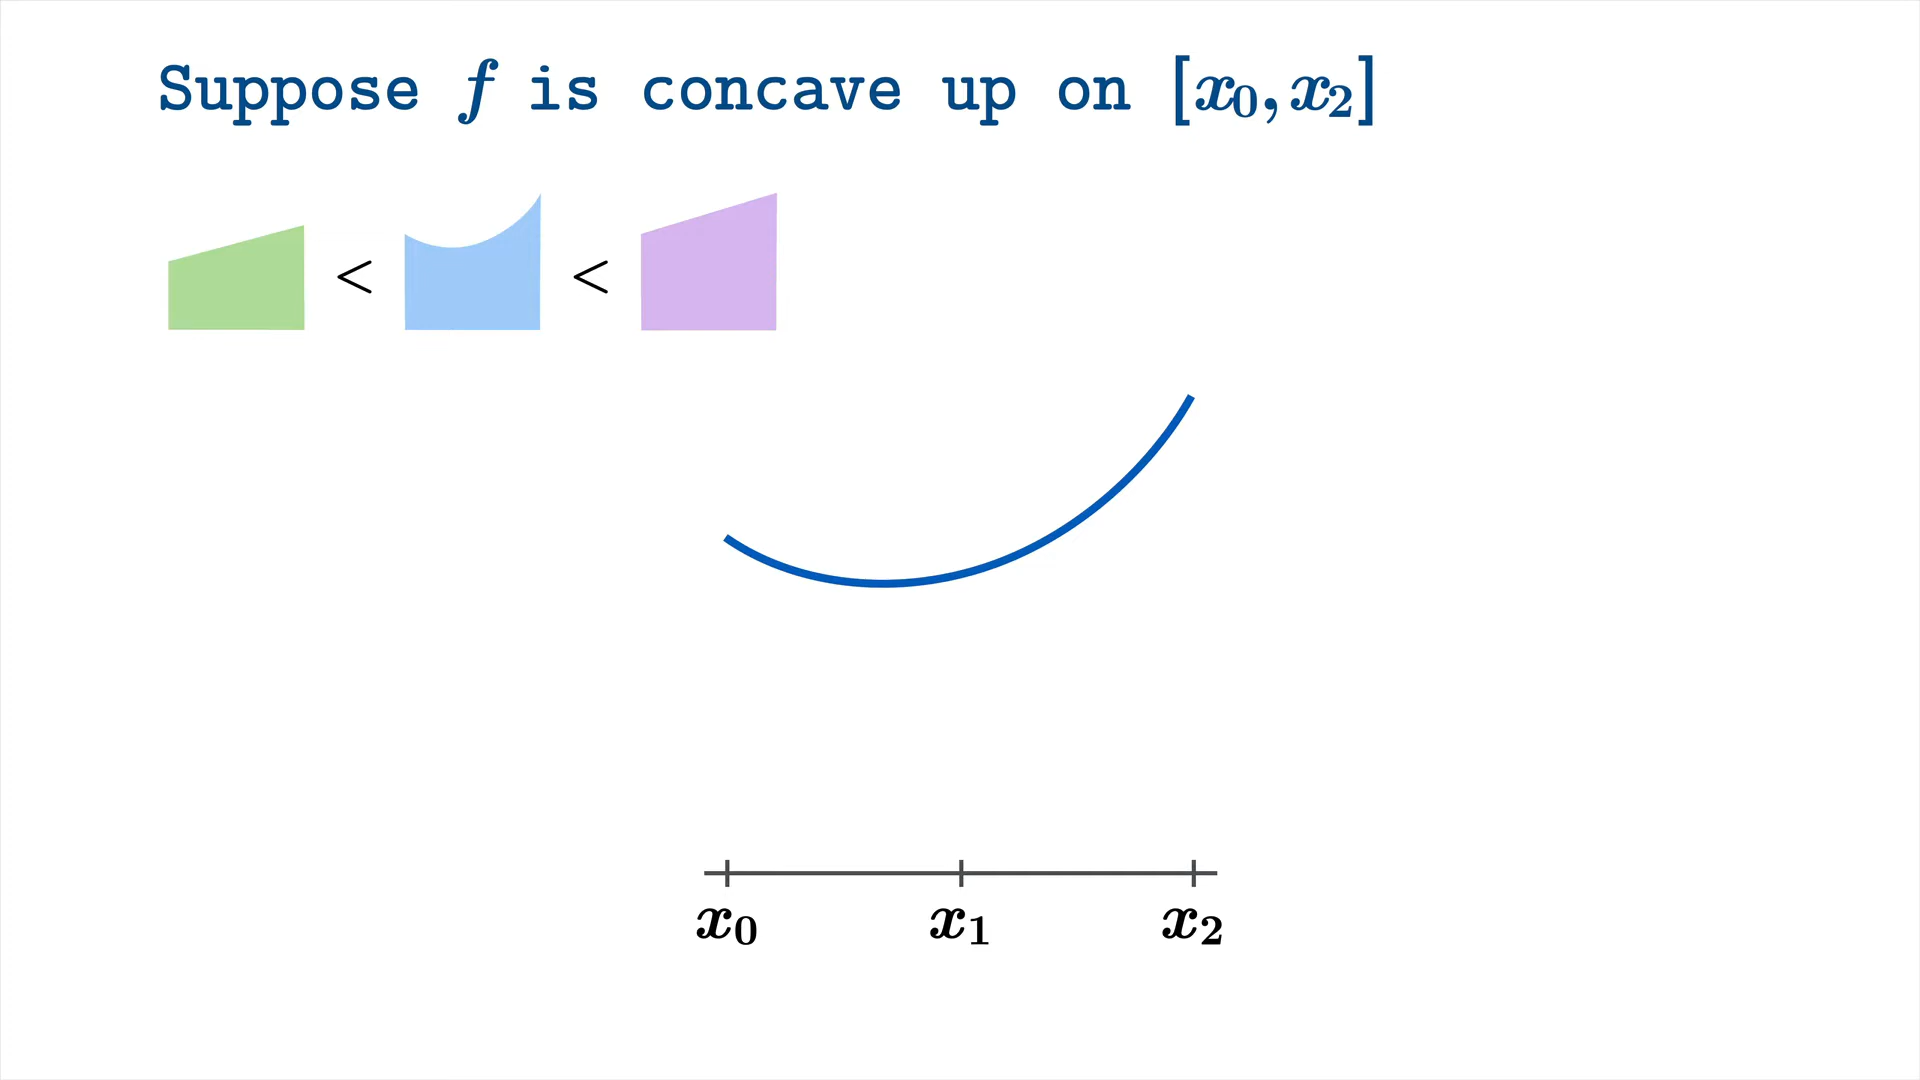 Suppose f is concave up on [x₀, x₂]
< <
x₀ x₁ x₂